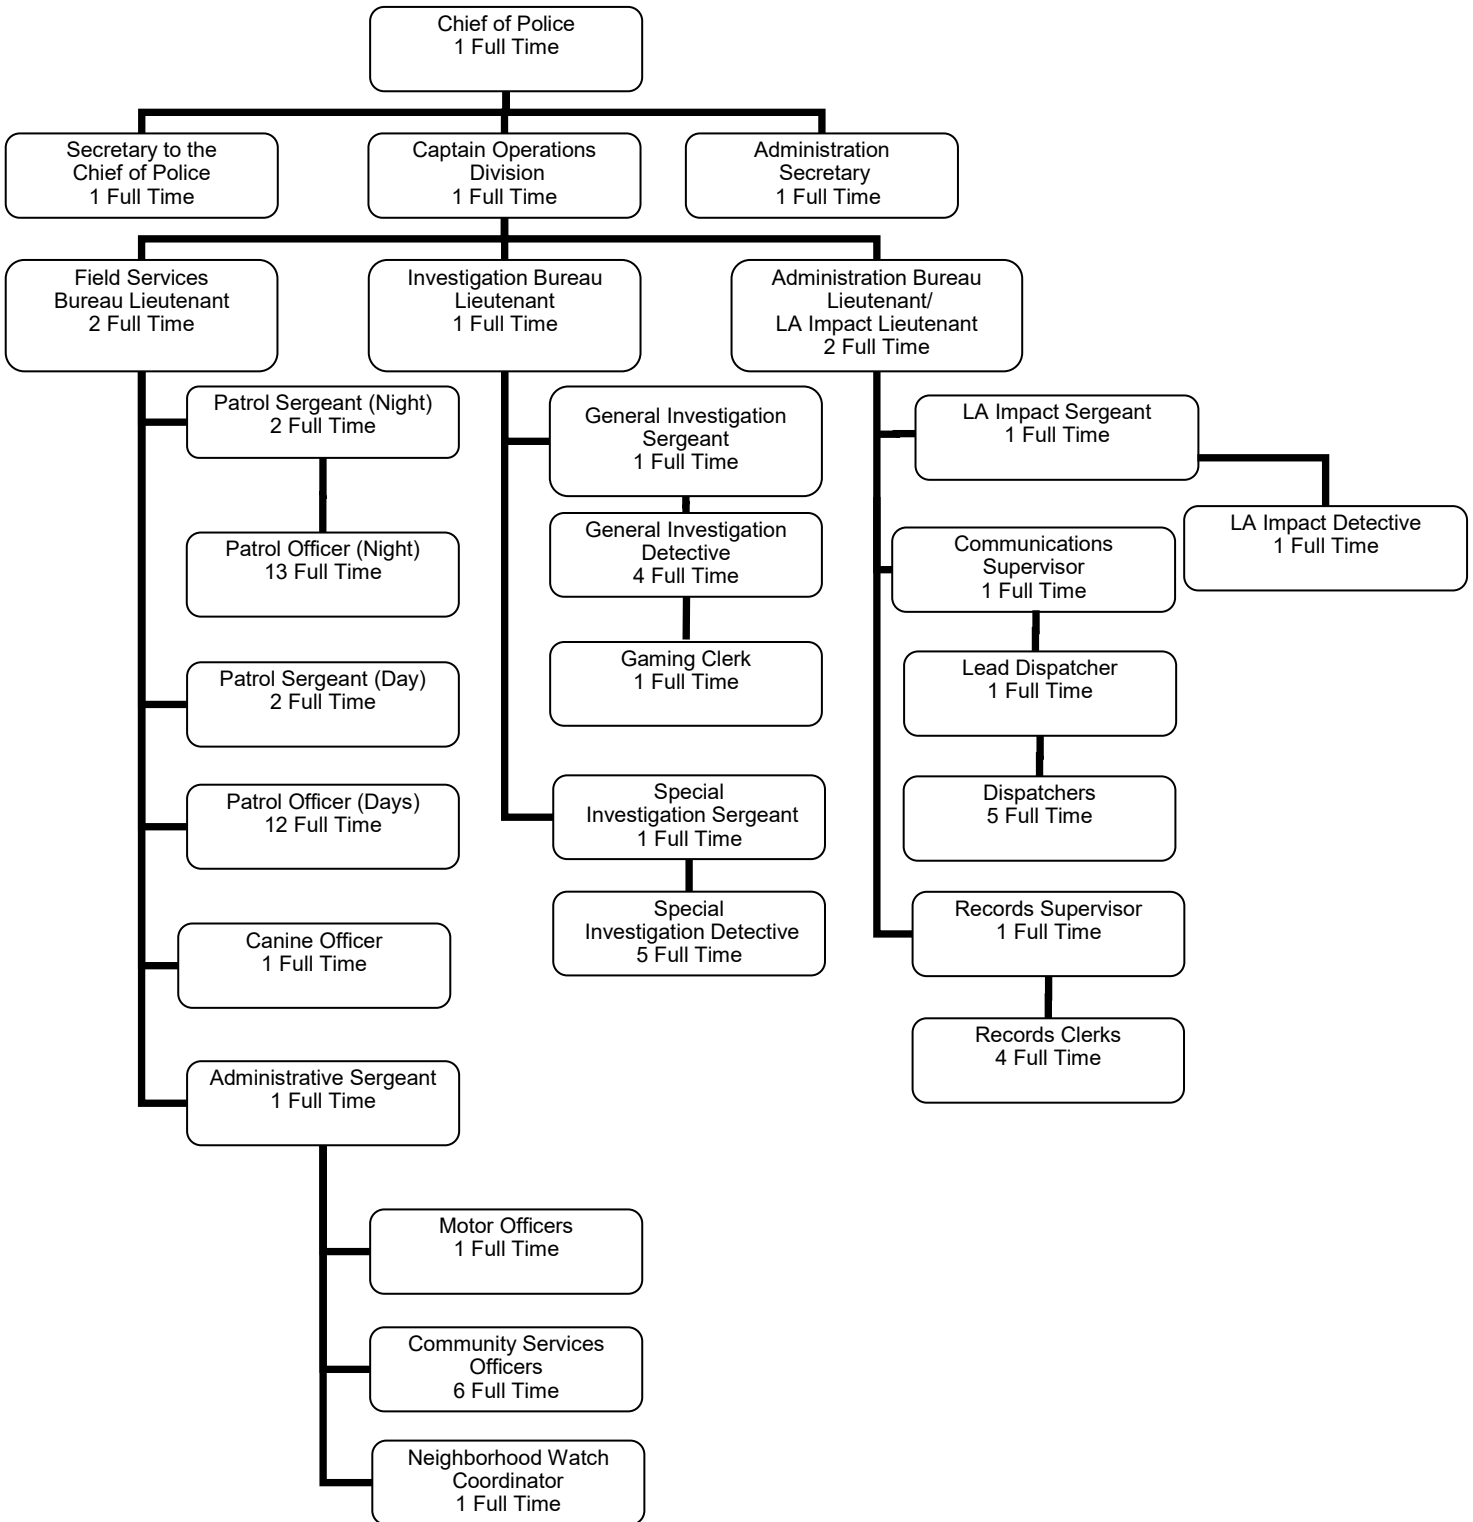 Chief of Police
1 Full Time
Secretary to the
Chief of Police
1 Full Time
Captain Operations
Division
1 Full Time
Administration
Secretary
1 Full Time
Field Services
Bureau Lieutenant
2 Full Time
Investigation Bureau
Lieutenant
1 Full Time
Administration Bureau
Lieutenant/
LA Impact Lieutenant
2 Full Time
Patrol Sergeant (Night)
2 Full Time
Patrol Officer (Night)
13 Full Time
Patrol Sergeant (Day)
2 Full Time
Patrol Officer (Days)
12 Full Time
Canine Officer
1 Full Time
Administrative Sergeant
1 Full Time
Motor Officers
1 Full Time
Community Services
Officers
6 Full Time
Neighborhood Watch
Coordinator
1 Full Time
General Investigation
Sergeant
1 Full Time
General Investigation
Detective
4 Full Time
Gaming Clerk
1 Full Time
Special
Investigation Sergeant
1 Full Time
Special
Investigation Detective
5 Full Time
LA Impact Sergeant
1 Full Time
LA Impact Detective
1 Full Time
Communications
Supervisor
1 Full Time
Lead Dispatcher
1 Full Time
Dispatchers
5 Full Time
Records Supervisor
1 Full Time
Records Clerks
4 Full Time